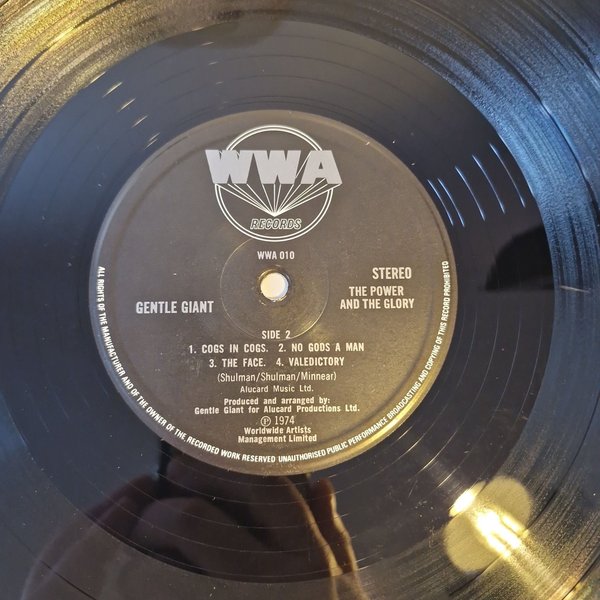 WWA
RECORDS
WWA 010
STEREO
GENTLE GIANT
THE POWER
AND THE GLORY
SIDE 2
1. COGS IN COGS. 2. NO GODS A MAN
3. THE FACE. 4. VALEDICTORY
(Shulman/Shulman/Minnear)
Alucard Music Ltd.
Produced and arranged by:
Gentle Giant for Alucard Productions Ltd.
Ⓟ 1974
Worldwide Artists
Management Limited
ALL RIGHTS OF THE MANUFACTURER AND OF THE OWNER OF THE RECORDED WORK RESERVED UNAUTHORISED PUBLIC PERFORMANCE BROADCASTING AND COPYING OF THIS RECORD PROHIBITED